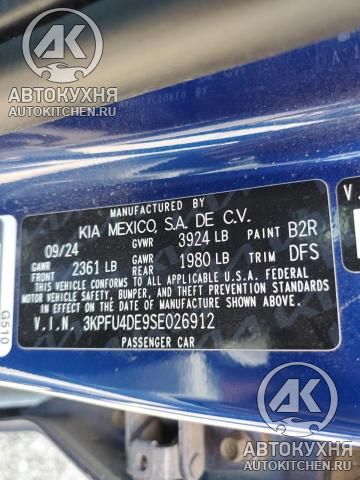 AK
АВТОКУХНЯ
AUTOKITCHEN.RU
MANUFACTURED BY
KIA MEXICO, S.A. DE C.V.
09/24 GVWR 3924 LB PAINT B2R
GAWR FRONT 2361 LB GAWR REAR 1980 LB TRIM DFS
THIS VEHICLE CONFORMS TO ALL APPLICABLE U.S. FEDERAL
MOTOR VEHICLE SAFETY, BUMPER, AND THEFT PREVENTION
STANDARDS IN EFFECT ON THE DATE OF MANUFACTURE
SHOWN ABOVE.
V.I.N. 3KPFU4DE9SE026912
PASSENGER CAR
G510
AK
АВТОКУХНЯ
AUTOKITCHEN.RU